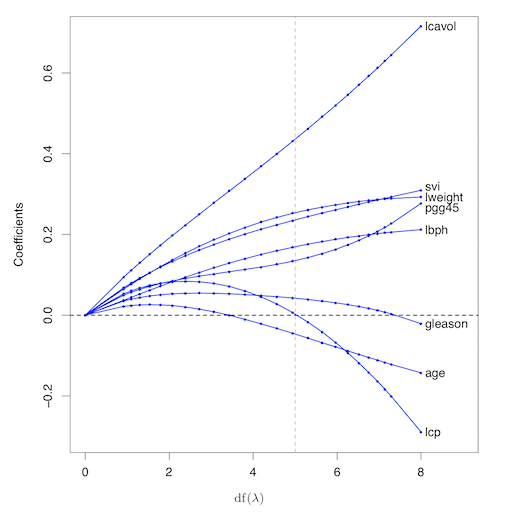 lcavol
svi
lweight
pgg45
lbph
gleason
age
lcp
Coefficients
0.6
0.4
0.2
0.0
−0.2
0 2 4 6 8
df(λ)